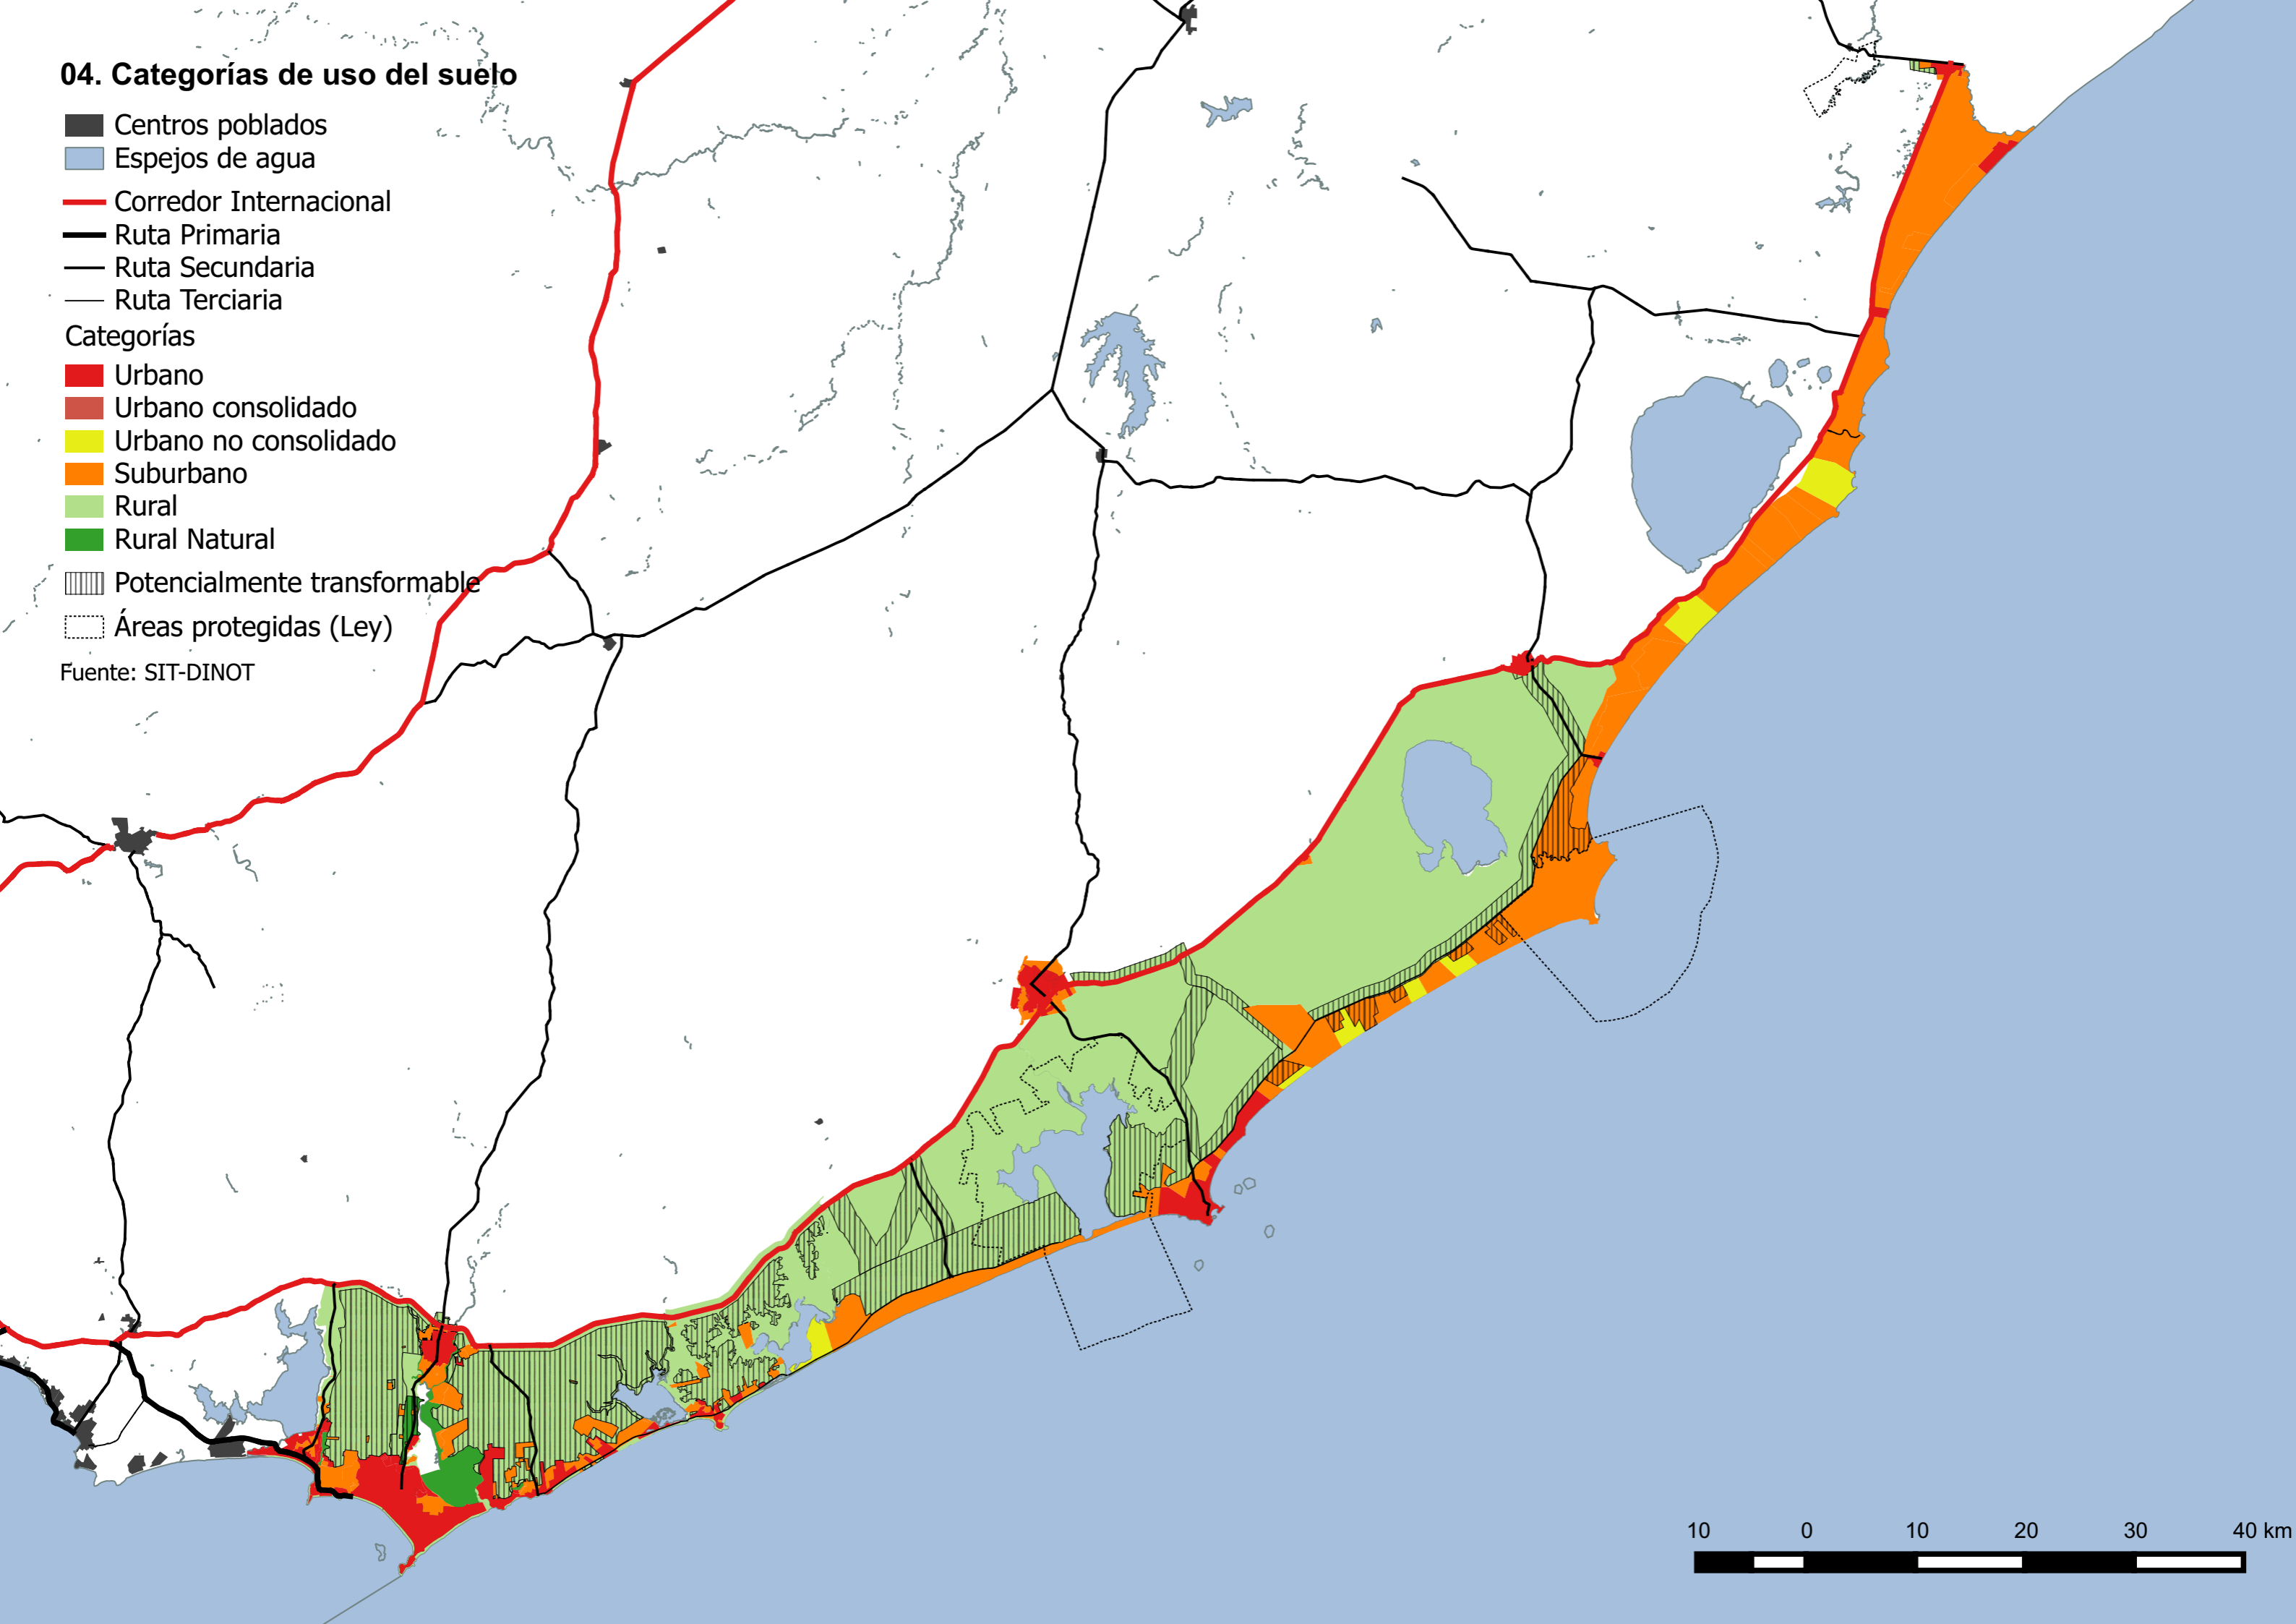 04. Categorías de uso del suelo
Centros poblados
Espejos de agua
Corredor Internacional
Ruta Primaria
Ruta Secundaria
Ruta Terciaria
Categorías
Urbano
Urbano consolidado
Urbano no consolidado
Suburbano
Rural
Rural Natural
Potencialmente transformable
Áreas protegidas (Ley)
Fuente: SIT-DINOT
10 0 10 20 30 40 km